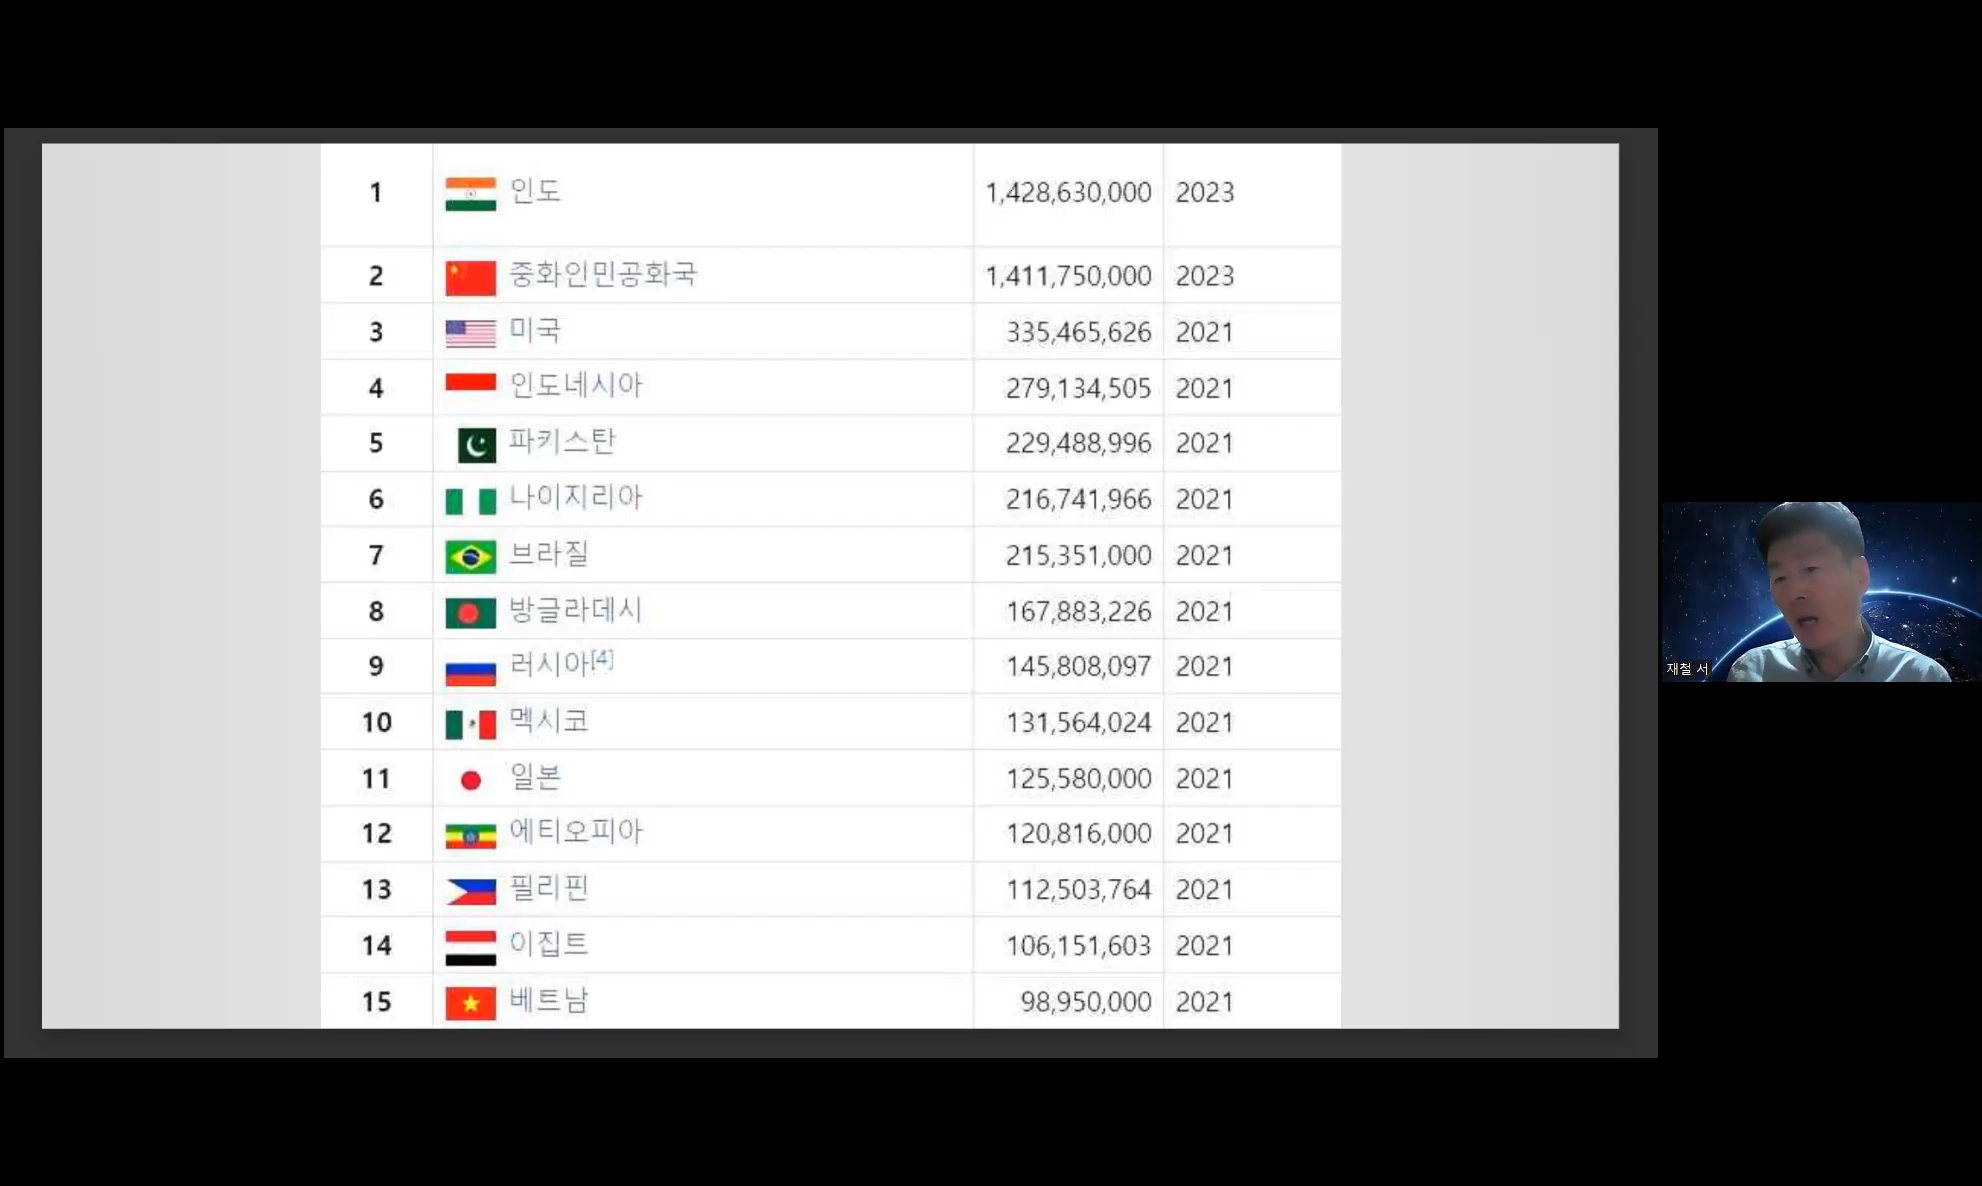 1 인도 1,428,630,000 2023
2 중화인민공화국 1,411,750,000 2023
3 미국 335,465,626 2021
4 인도네시아 279,134,505 2021
5 파키스탄 229,488,996 2021
6 나이지리아 216,741,966 2021
7 브라질 215,351,000 2021
8 방글라데시 167,883,226 2021
9 러시아[4] 145,808,097 2021
10 멕시코 131,564,024 2021
11 일본 125,580,000 2021
12 에티오피아 120,816,000 2021
13 필리핀 112,503,764 2021
14 이집트 106,151,603 2021
15 베트남 98,950,000 2021
재철 서